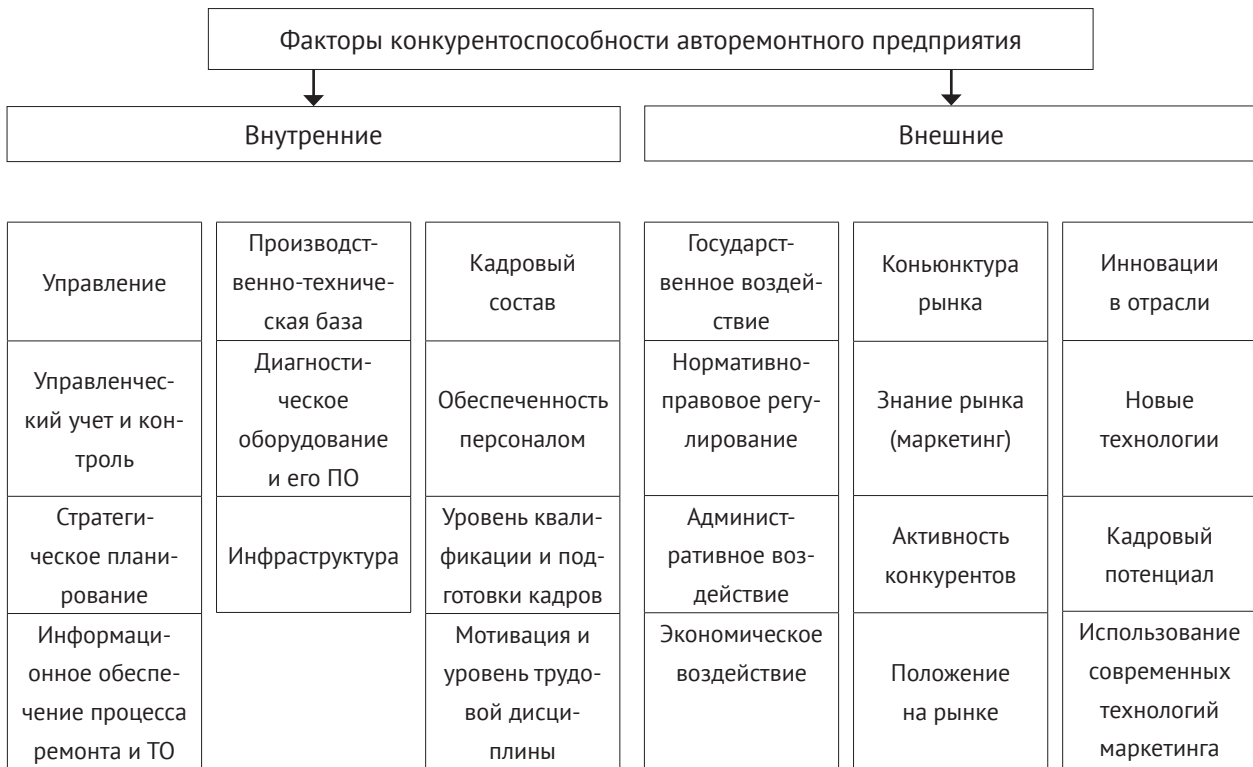 Факторы конкурентоспособности авторемонтного предприятия
Внутренние
Внешние
Управление
Управленчес-
кий учет и кон-
троль
Стратеги-
ческое плани-
рование
Информаци-
онное обеспе-
чение процесса
ремонта и ТО
Производст-
венно-техниче-
ская база
Диагности-
ческое
оборудование
и его ПО
Инфраструктура
Кадровый
состав
Обеспеченность
персоналом
Уровень квали-
фикации и под-
готовки кадров
Мотивация и
уровень трудо-
вой дисци-
плины
Государст-
венное воздей-
ствие
Нормативно-
правовое регу-
лирование
Админист-
ративное воз-
действие
Экономическое
воздействие
Коньюнктура
рынка
Знание рынка
(маркетинг)
Активность
конкурентов
Положение
на рынке
Инновации
в отрасли
Новые
технологии
Кадровый
потенциал
Использование
современных
технологий
маркетинга